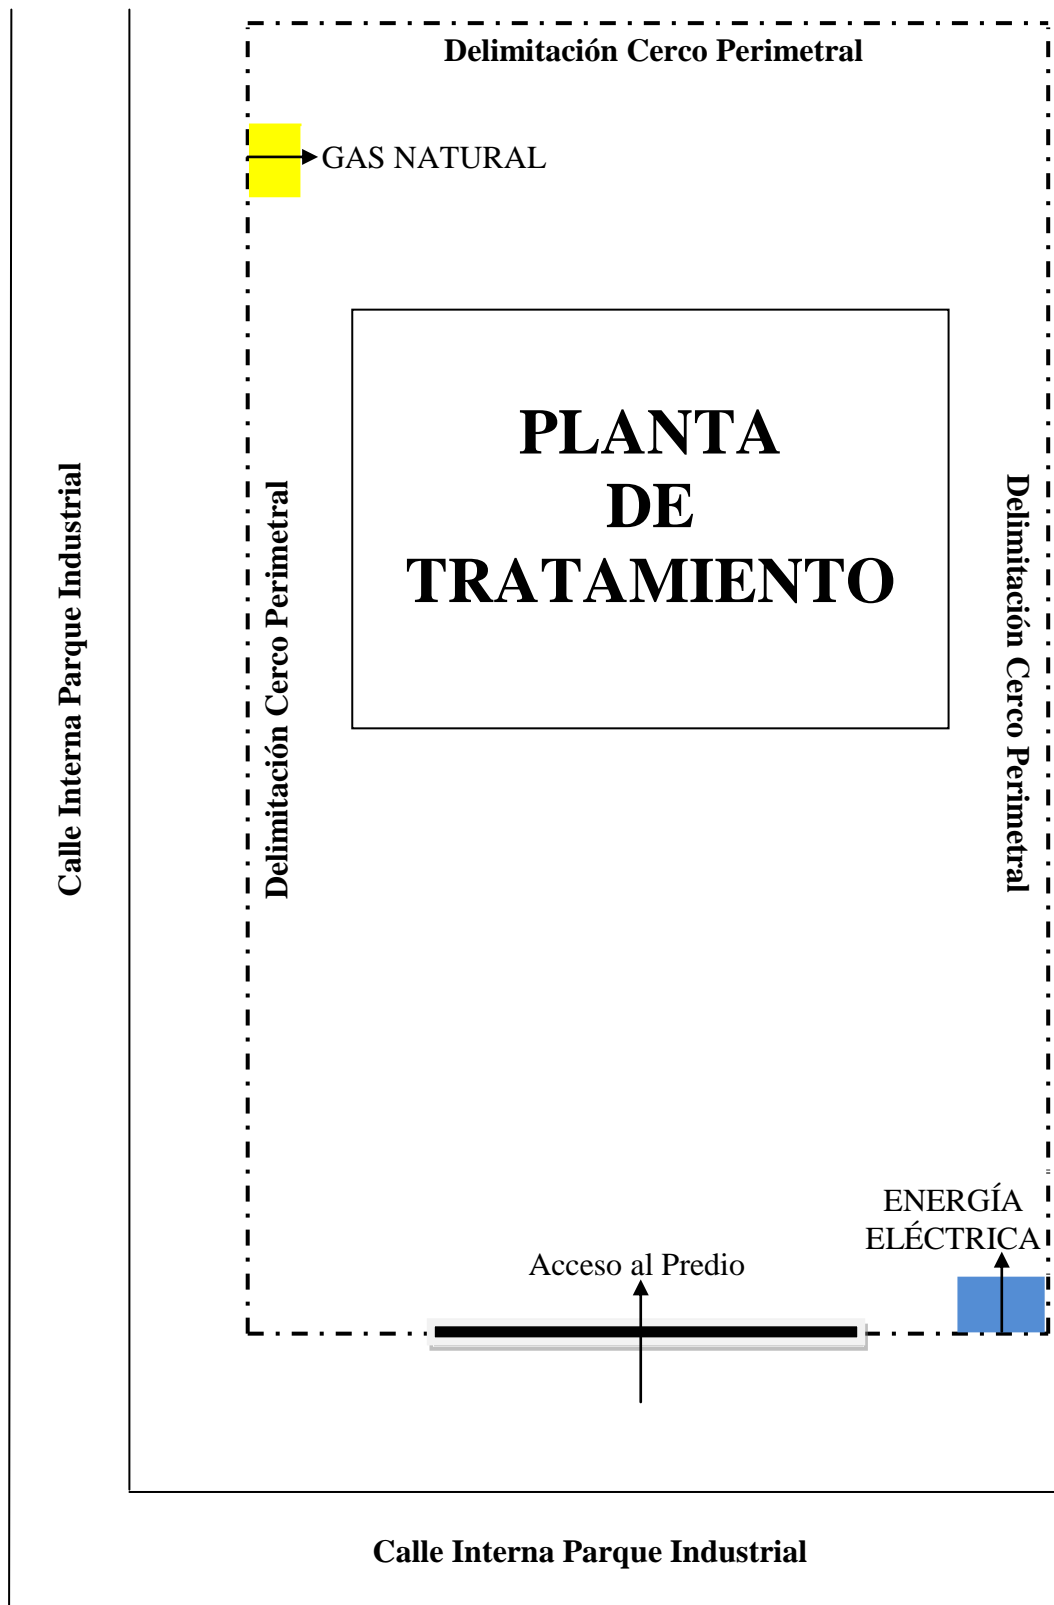 Delimitación Cerco Perimetral
GAS NATURAL
PLANTA
DE
TRATAMIENTO
Calle Interna Parque Industrial
Delimitación Cerco Perimetral
Delimitación Cerco Perimetral
ENERGÍA
ELÉCTRICA
Acceso al Predio
Calle Interna Parque Industrial